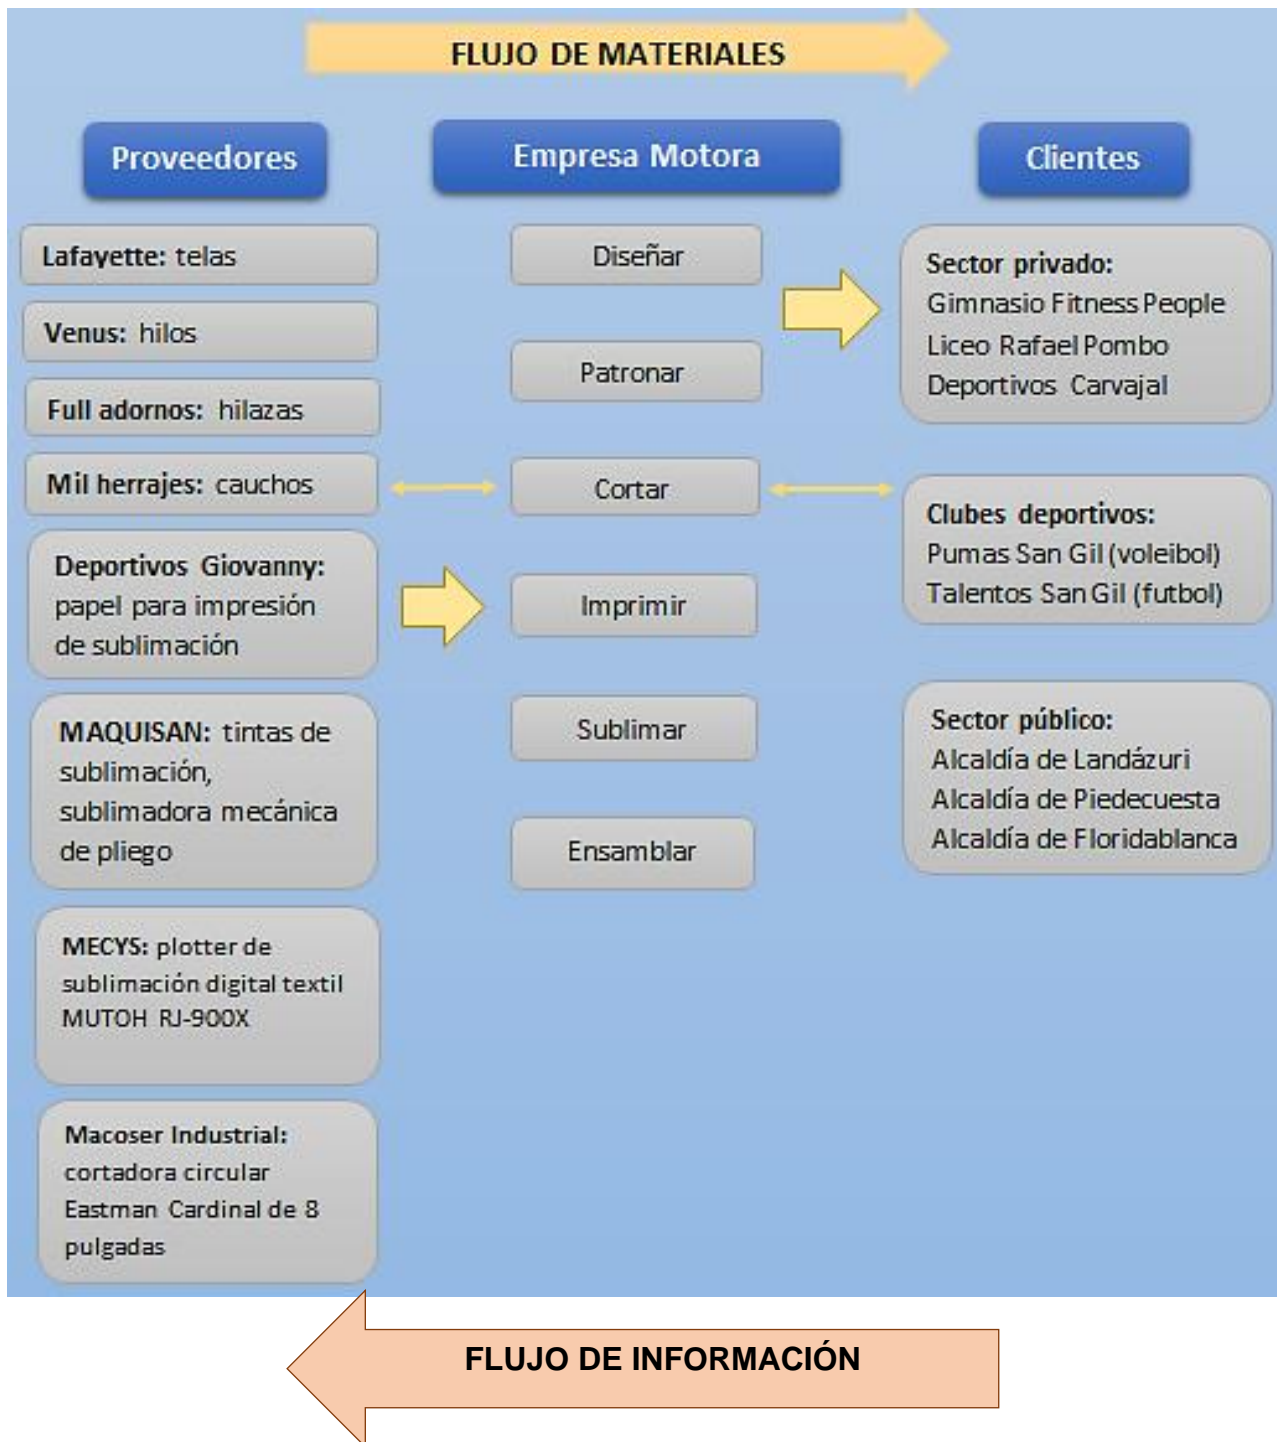 FLUJO DE MATERIALES
Proveedores
Empresa Motora
Clientes
Lafayette: telas
Venus: hilos
Full adornos: hilazas
Mil herrajes: cauchos
Deportivos Giovanny:
papel para impresión
de sublimación
MAQUISAN: tintas de
sublimación,
sublimadora mecánica
de pliego
MECYS: plotter de
sublimación digital textil
MUTOH RJ-900X
Macoser Industrial:
cortadora circular
Eastman Cardinal de 8
pulgadas
Diseñar
Patronar
Cortar
Imprimir
Sublimar
Ensamblar
Sector privado:
Gimnasio Fitness People
Liceo Rafael Pombo
Deportivos Carvajal
Clubes deportivos:
Pumas San Gil (voleibol)
Talentos San Gil (futbol)
Sector público:
Alcaldía de Landázuri
Alcaldía de Piedecuesta
Alcaldía de Floridablanca
FLUJO DE INFORMACIÓN